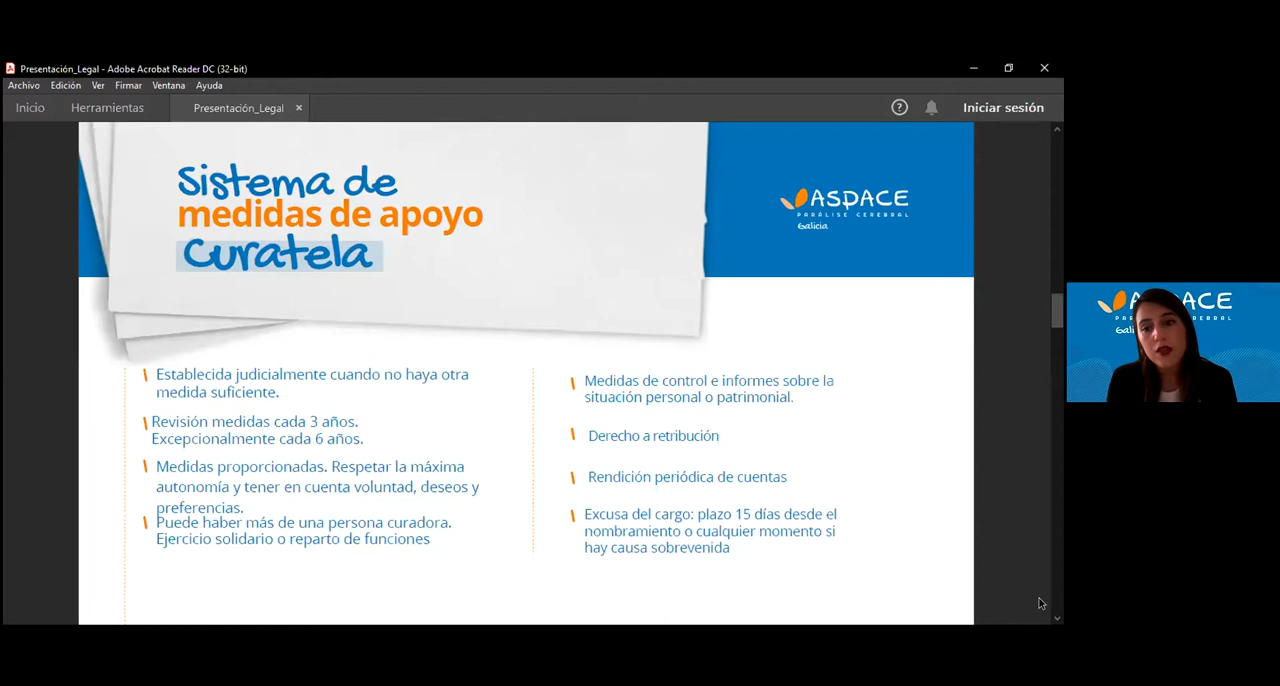 Presentación_Legal - Adobe Acrobat Reader DC (32-bit)
Archivo Edición Ver Firmar Ventana Ayuda
Inicio Herramientas Presentación_Legal × ? Iniciar sesión
Sistema de
medidas de apoyo
Curatela
ASPACE
PARÁLISE CEREBRAL
Galicia
Establecida judicialmente cuando no haya otra
medida suficiente.
Revisión medidas cada 3 años.
Excepcionalmente cada 6 años.
Medidas proporcionadas. Respetar la máxima
autonomía y tener en cuenta voluntad, deseos y
preferencias.
Puede haber más de una persona curadora.
Ejercicio solidario o reparto de funciones
Medidas de control e informes sobre la
situación personal o patrimonial.
Derecho a retribución
Rendición periódica de cuentas
Excusa del cargo: plazo 15 días desde el
nombramiento o cualquier momento si
hay causa sobrevenida